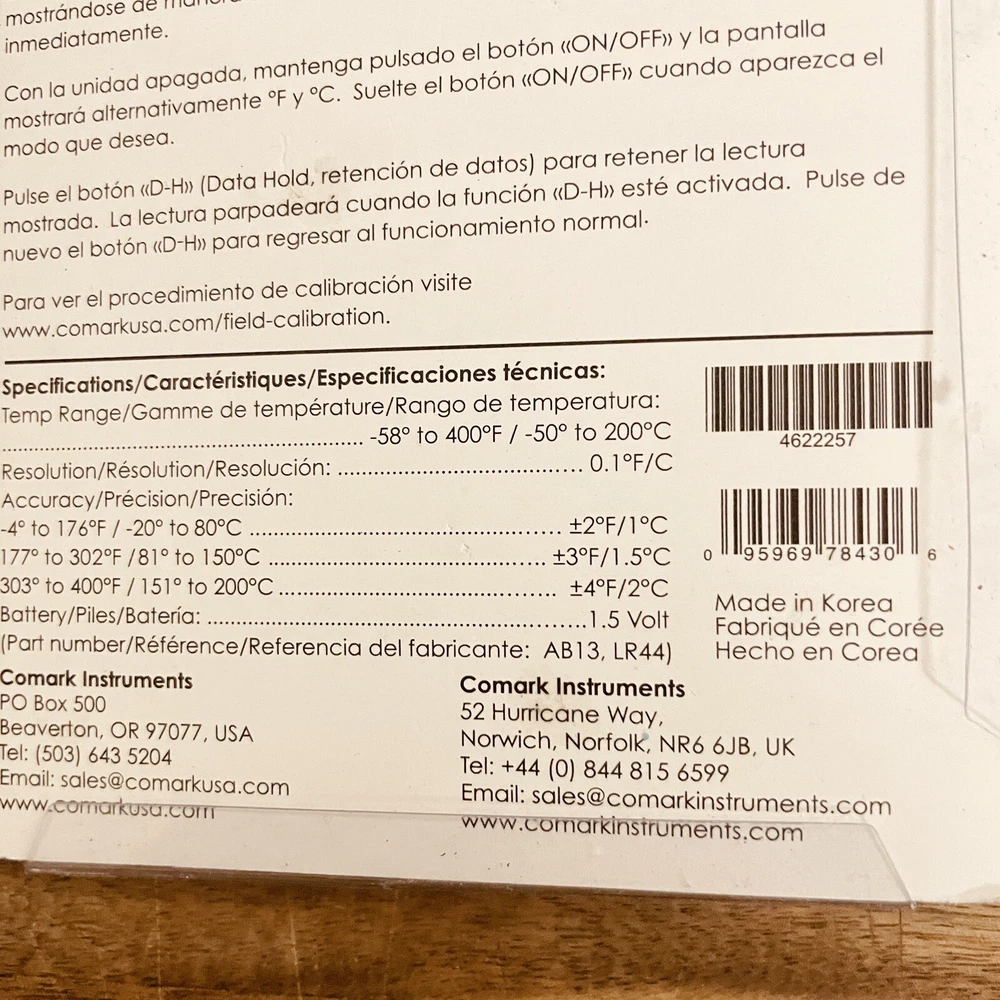 mostrándose de
inmediatamente.
Con la unidad apagada, mantenga pulsado el botón «ON/OFF» y la pantalla
mostrará alternativamente °F y °C. Suelte el botón «ON/OFF» cuando aparezca el
modo que desea.
Pulse el botón «D-H» (Data Hold, retención de datos) para retener la lectura
mostrada. La lectura parpadeará cuando la función «D-H» esté activada. Pulse de
nuevo el botón «D-H» para regresar al funcionamiento normal.
Para ver el procedimiento de calibración visite
www.comarkusa.com/field-calibration.
Specifications/Caractéristiques/Especificaciones técnicas:
Temp Range/Gamme de température/Rango de temperatura:
-58° to 400°F / -50° to 200°C
Resolution/Résolution/Resolución: 0.1°F/C
Accuracy/Précision/Precisión:
-4° to 176°F / -20° to 80°C ±2°F/1°C
177° to 302°F /81° to 150°C ±3°F/1.5°C
303° to 400°F / 151° to 200°C ±4°F/2°C
Battery/Piles/Batería: 1.5 Volt
(Part number/Référence/Referencia del fabricante: AB13, LR44)
4622257
0 95969 78430 6
Made in Korea
Fabriqué en Corée
Hecho en Corea
Comark Instruments
PO Box 500
Beaverton, OR 97077, USA
Tel: (503) 643 5204
Email: sales@comarkusa.com
www.comarkusa.com
Comark Instruments
52 Hurricane Way,
Norwich, Norfolk, NR6 6JB, UK
Tel: +44 (0) 844 815 6599
Email: sales@comarkinstruments.com
www.comarkinstruments.com